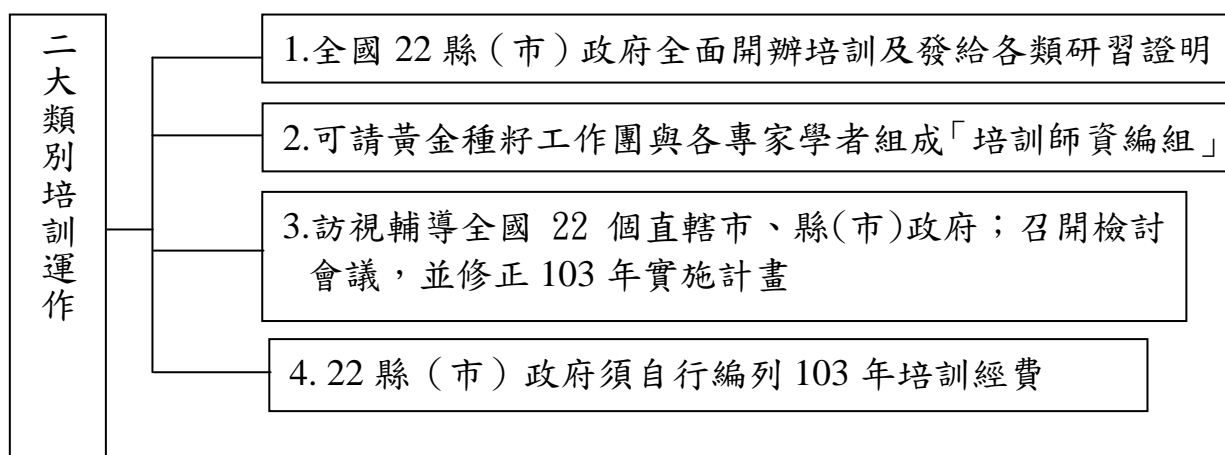 二大類別培訓運作
1.全國 22 縣（市）政府全面開辦培訓及發給各類研習證明
2.可請黃金種籽工作團與各專家學者組成「培訓師資編組」
3.訪視輔導全國 22 個直轄市、縣(市)政府；召開檢討
會議，並修正 103 年實施計畫
4. 22 縣（市）政府須自行編列 103 年培訓經費